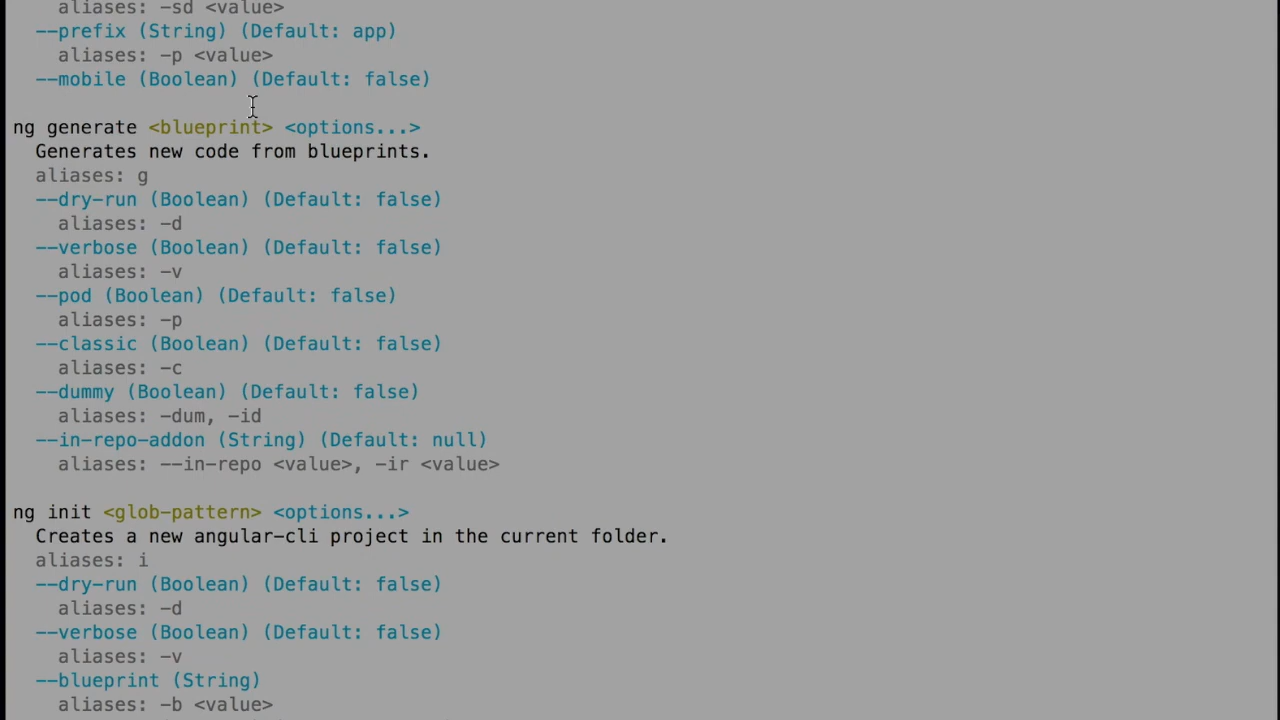 aliases: -sd <value>
--prefix (String) (Default: app)
aliases: -p <value>
--mobile (Boolean) (Default: false)
ng generate <blueprint> <options...>
Generates new code from blueprints.
aliases: g
--dry-run (Boolean) (Default: false)
aliases: -d
--verbose (Boolean) (Default: false)
aliases: -v
--pod (Boolean) (Default: false)
aliases: -p
--classic (Boolean) (Default: false)
aliases: -c
--dummy (Boolean) (Default: false)
aliases: -dum, -id
--in-repo-addon (String) (Default: null)
aliases: --in-repo <value>, -ir <value>
ng init <glob-pattern> <options...>
Creates a new angular-cli project in the current folder.
aliases: i
--dry-run (Boolean) (Default: false)
aliases: -d
--verbose (Boolean) (Default: false)
aliases: -v
--blueprint (String)
aliases: -b <value>